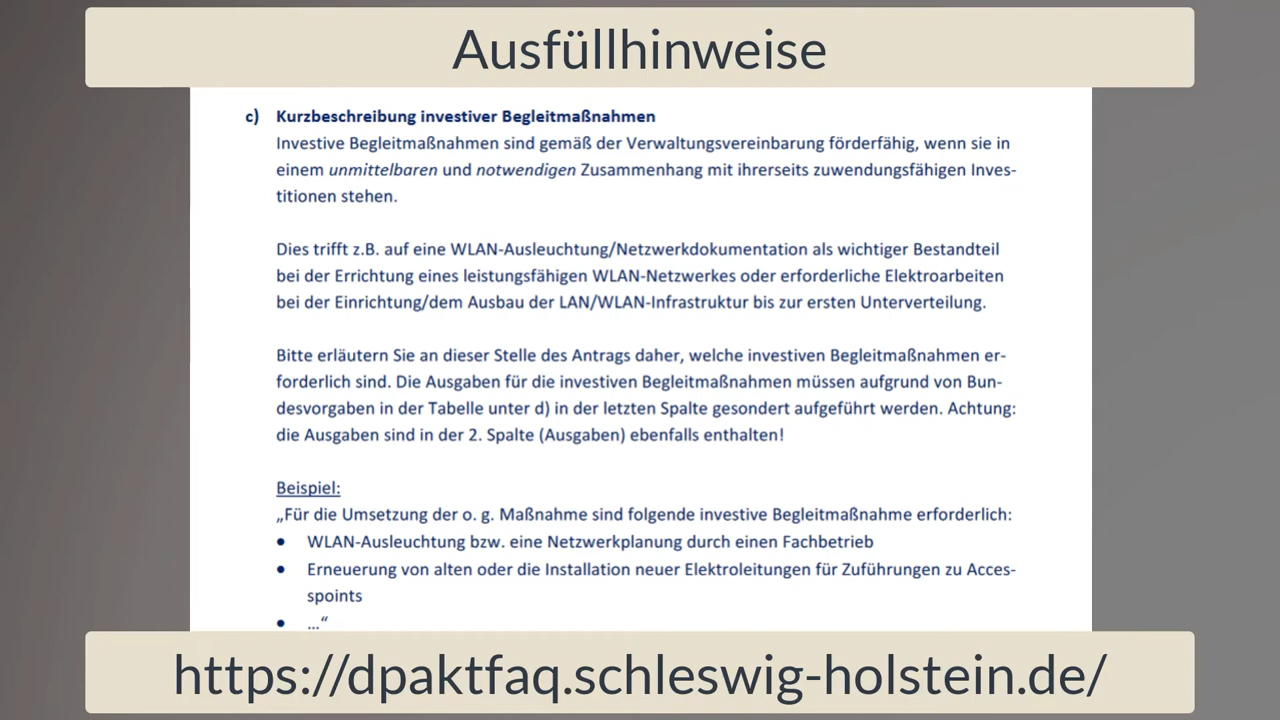 Ausfüllhinweise
c) Kurzbeschreibung investiver Begleitmaßnahmen
Investive Begleitmaßnahmen sind gemäß der Verwaltungsvereinbarung förderfähig, wenn sie in
einem unmittelbaren und notwendigen Zusammenhang mit ihrerseits zuwendungsfähigen Inves-
titionen stehen.
Dies trifft z.B. auf eine WLAN-Ausleuchtung/Netzwerkdokumentation als wichtiger Bestandteil
bei der Errichtung eines leistungsfähigen WLAN-Netzwerkes oder erforderliche Elektroarbeiten
bei der Einrichtung/dem Ausbau der LAN/WLAN-Infrastruktur bis zur ersten Unterverteilung.
Bitte erläutern Sie an dieser Stelle des Antrags daher, welche investiven Begleitmaßnahmen er-
forderlich sind. Die Ausgaben für die investiven Begleitmaßnahmen müssen aufgrund von Bun-
desvorgaben in der Tabelle unter d) in der letzten Spalte gesondert aufgeführt werden. Achtung:
die Ausgaben sind in der 2. Spalte (Ausgaben) ebenfalls enthalten!
Beispiel:
„Für die Umsetzung der o. g. Maßnahme sind folgende investive Begleitmaßnahme erforderlich:
• WLAN-Ausleuchtung bzw. eine Netzwerkplanung durch einen Fachbetrieb
• Erneuerung von alten oder die Installation neuer Elektroleitungen für Zuführungen zu Acces-
spoints
• …“
https://dpaktfaq.schleswig-holstein.de/